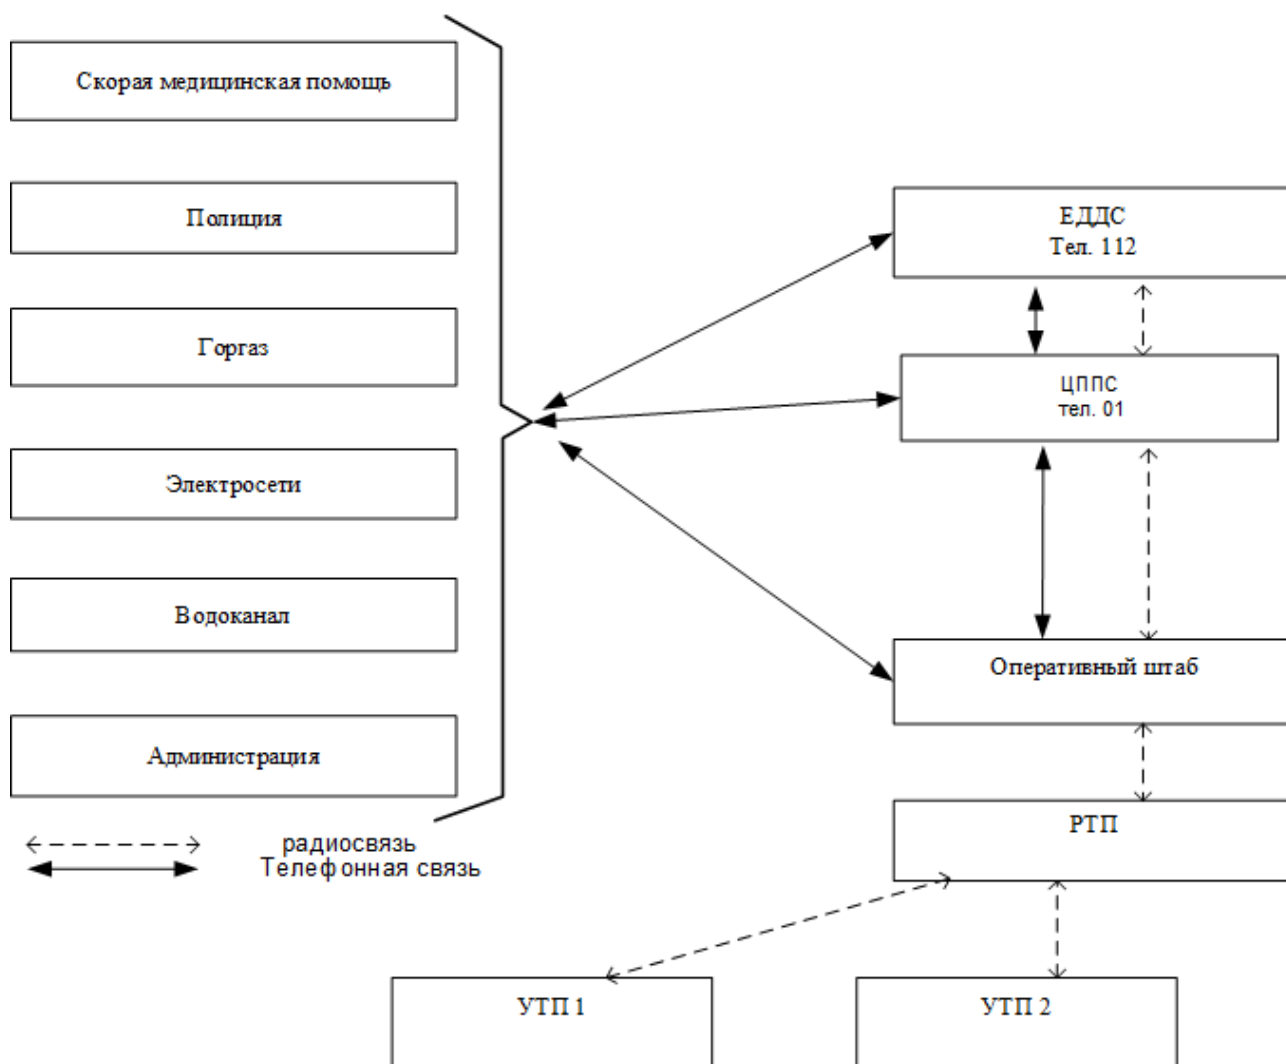 Скорая медицинская помощь
Полиция
Горгаз
Электросети
Водоканал
Администрация
радиосвязь
Телефонная связь
ЕДДС
Тел. 112
ЦППС
тел. 01
Оперативный штаб
РТП
УТП 1
УТП 2